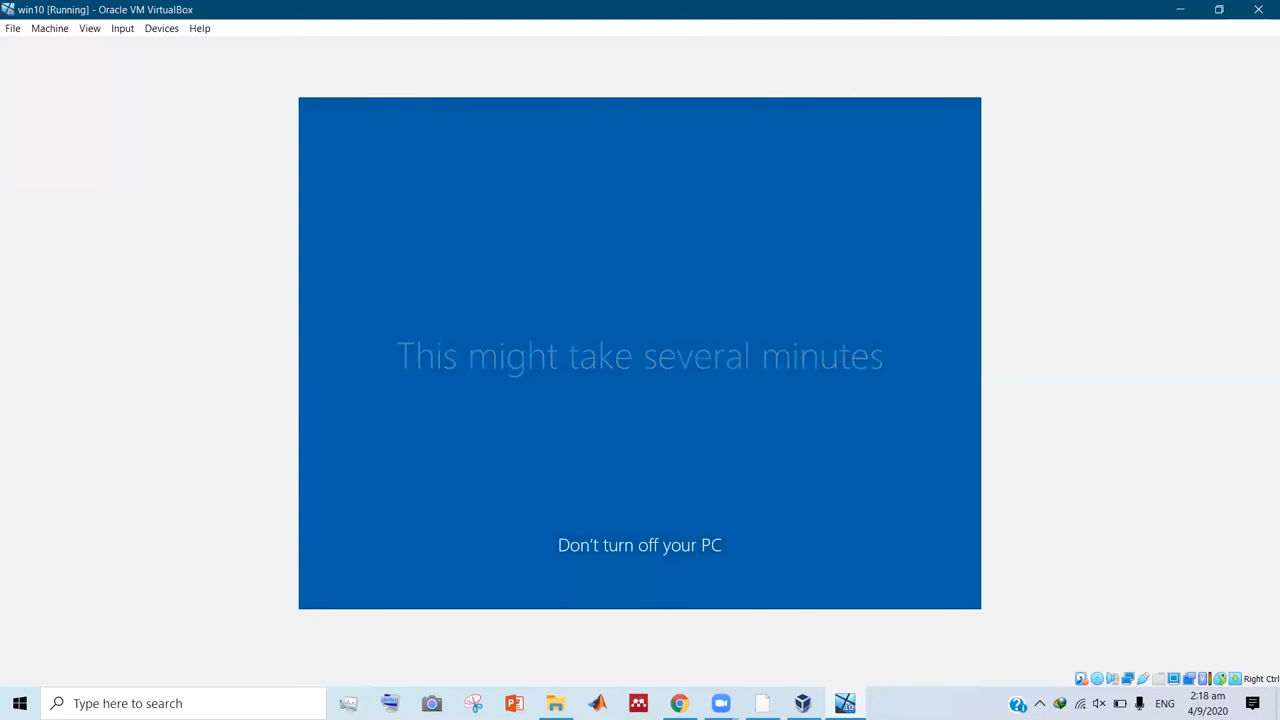 win10 [Running] - Oracle VM VirtualBox
File Machine View Input Devices Help
This might take several minutes
Don't turn off your PC
Right Ctrl
Type here to search
ENG
2:18 am
4/9/2020